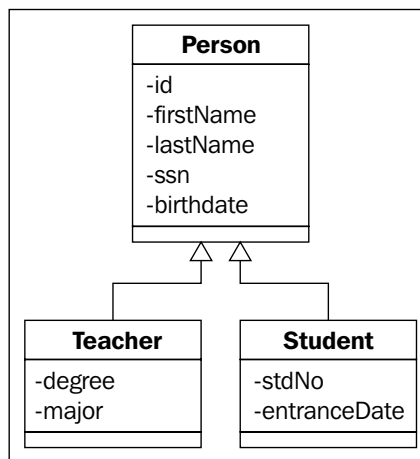 Person
-id
-firstName
-lastName
-ssn
-birthdate
Teacher
-degree
-major
Student
-stdNo
-entranceDate